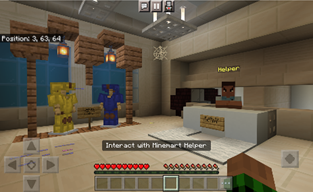 Position: 3, 63, 64
Helper
Interact with Minemart Helper